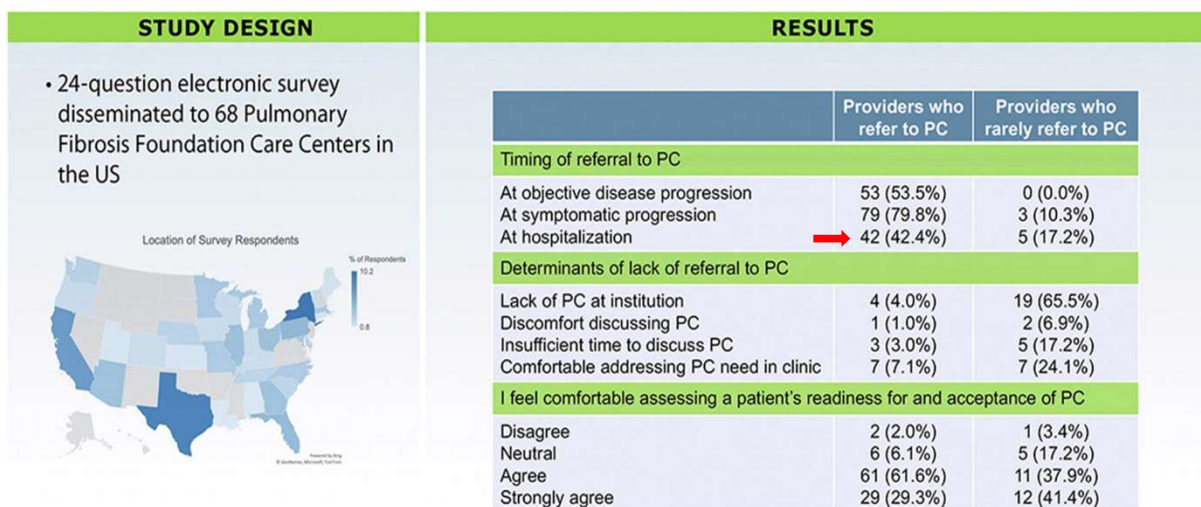 STUDY DESIGN
• 24-question electronic survey
disseminated to 68 Pulmonary
Fibrosis Foundation Care Centers in
the US
Location of Survey Respondents
% of Respondents
10.2
0.8
Powered by Bing
© GeoNames, Microsoft, TomTom
RESULTS
Providers who refer to PC Providers who rarely refer to PC
Timing of referral to PC
At objective disease progression 53 (53.5%) 0 (0.0%)
At symptomatic progression 79 (79.8%) 3 (10.3%)
At hospitalization 42 (42.4%) 5 (17.2%)
Determinants of lack of referral to PC
Lack of PC at institution 4 (4.0%) 19 (65.5%)
Discomfort discussing PC 1 (1.0%) 2 (6.9%)
Insufficient time to discuss PC 3 (3.0%) 5 (17.2%)
Comfortable addressing PC need in clinic 7 (7.1%) 7 (24.1%)
I feel comfortable assessing a patient's readiness for and acceptance of PC
Disagree 2 (2.0%) 1 (3.4%)
Neutral 6 (6.1%) 5 (17.2%)
Agree 61 (61.6%) 11 (37.9%)
Strongly agree 29 (29.3%) 12 (41.4%)